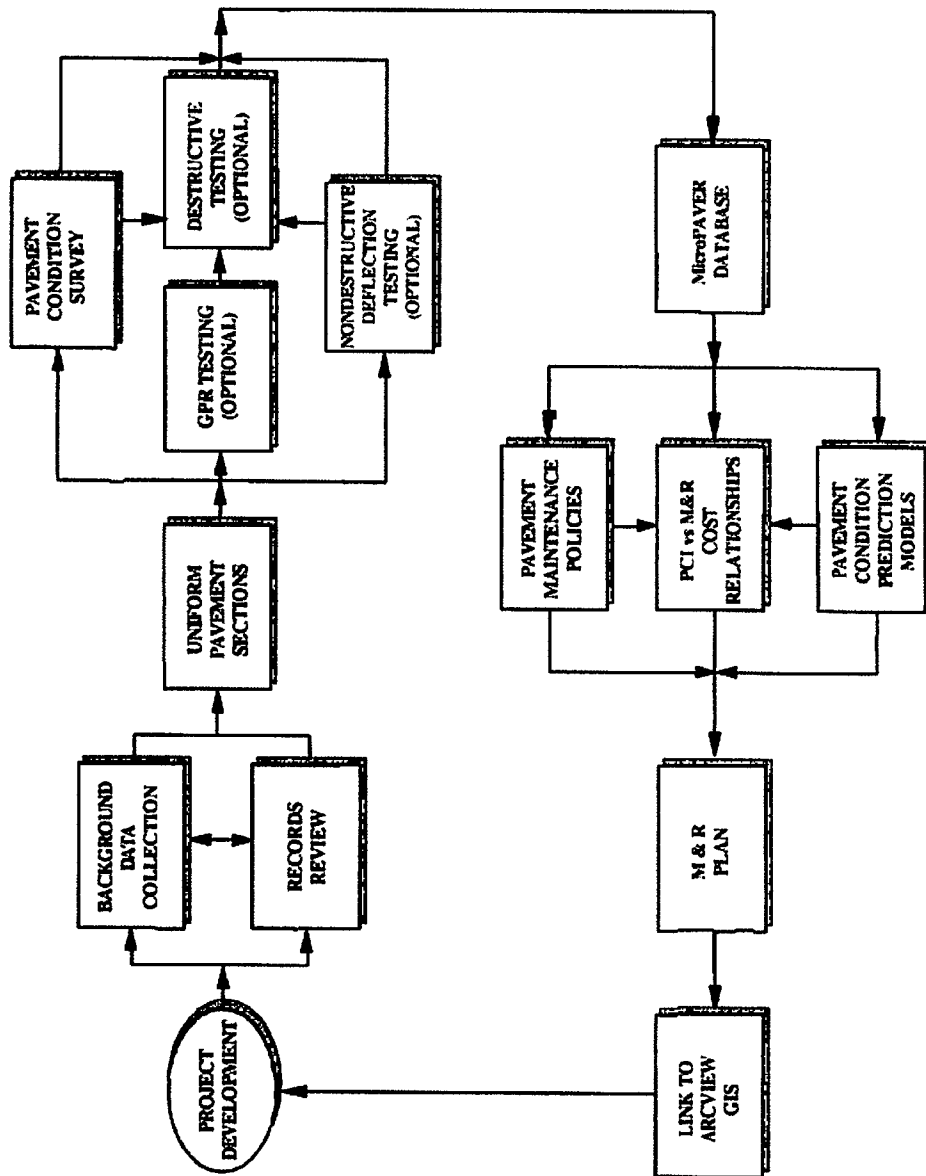 PROJECT
DEVELOPMENT
BACKGROUND
DATA
COLLECTION
RECORDS
REVIEW
UNIFORM
PAVEMENT
SECTIONS
PAVEMENT
CONDITION
SURVEY
GPR TESTING
(OPTIONAL)
DESTRUCTIVE
TESTING
(OPTIONAL)
NONDESTRUCTIVE
DEFLECTION
TESTING
(OPTIONAL)
MicroPAVER
DATABASE
PAVEMENT
MAINTENANCE
POLICIES
PCI vs M&R
COST
RELATIONSHIPS
PAVEMENT
CONDITION
PREDICTION
MODELS
M & R
PLAN
LINK TO
ARCVIEW
GIS